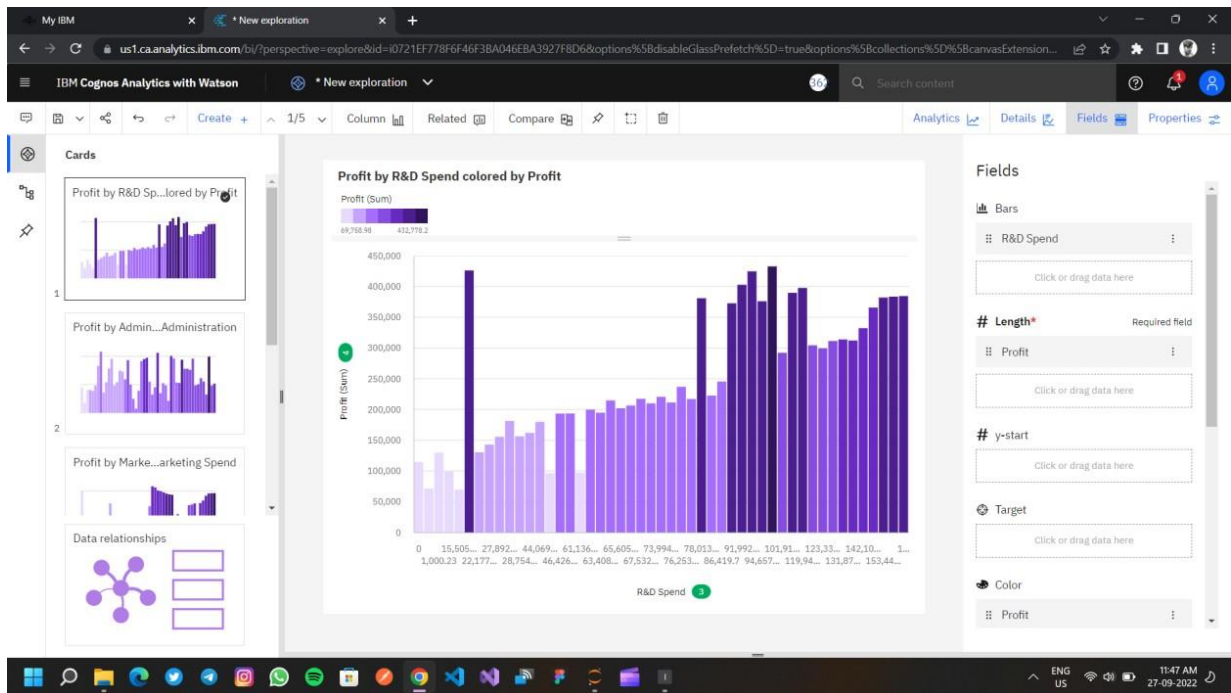 My IBM
* New exploration
us1.ca.analytics.ibm.com/bi/?perspective=explore&id=i0721EF778F6F46F3BA046EBA3927F8D6&options%5BdisableGlassPrefetch%5D=true&options%5Bcollections%5D%5BcanvasExtension...
IBM Cognos Analytics with Watson
* New exploration
Search content
1
Create +
1/5
Column
Related
Compare
Analytics
Details
Fields
Properties
Cards
Profit by R&D Sp...lored by Profit
1
Profit by Admin...Administration
2
Profit by Marke...arketing Spend
Data relationships
Profit by R&D Spend colored by Profit
Profit (Sum)
69,758.98 432,778.2
450,000
400,000
350,000
300,000
250,000
200,000
150,000
100,000
50,000
0
Profit (Sum)
4
0 15,505... 27,892... 44,069... 61,136... 65,605... 73,994... 78,013... 91,992... 101,91... 123,33... 142,10... 1...
1,000.23 22,177... 28,754... 46,426... 63,408... 67,532... 76,253... 86,419.7 94,657... 119,94... 131,87... 153,44...
R&D Spend 3
Fields
Bars
R&D Spend
Click or drag data here
# Length* Required field
Profit
Click or drag data here
# y-start
Click or drag data here
Target
Click or drag data here
Color
Profit
ENG
US
11:47 AM
27-09-2022